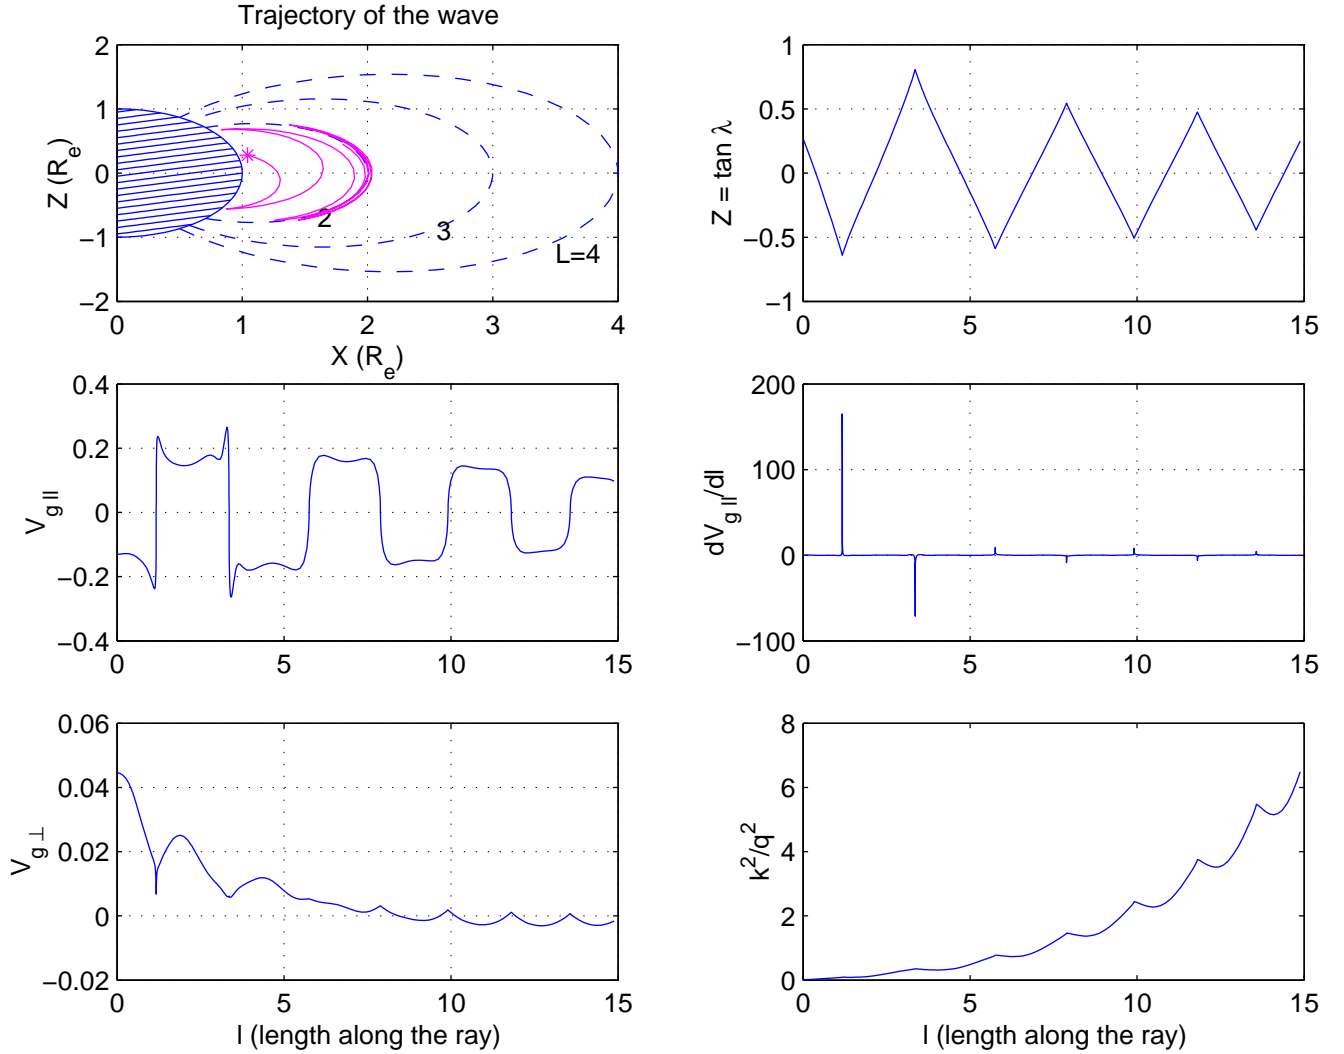 Trajectory of the wave
2
1
0
−1
−2
Z (R_e)
2
3
L=4
0 1 2 3 4
X (R_e)
1
0.5
0
−0.5
−1
Z = tan λ
0 5 10 15
0.4
0.2
0
−0.2
−0.4
V_g ||
0 5 10 15
200
100
0
−100
dV_g ||/dl
0 5 10 15
0.06
0.04
0.02
0
−0.02
V_g ⊥
0 5 10 15
l (length along the ray)
8
6
4
2
0
k^2/q^2
0 5 10 15
l (length along the ray)